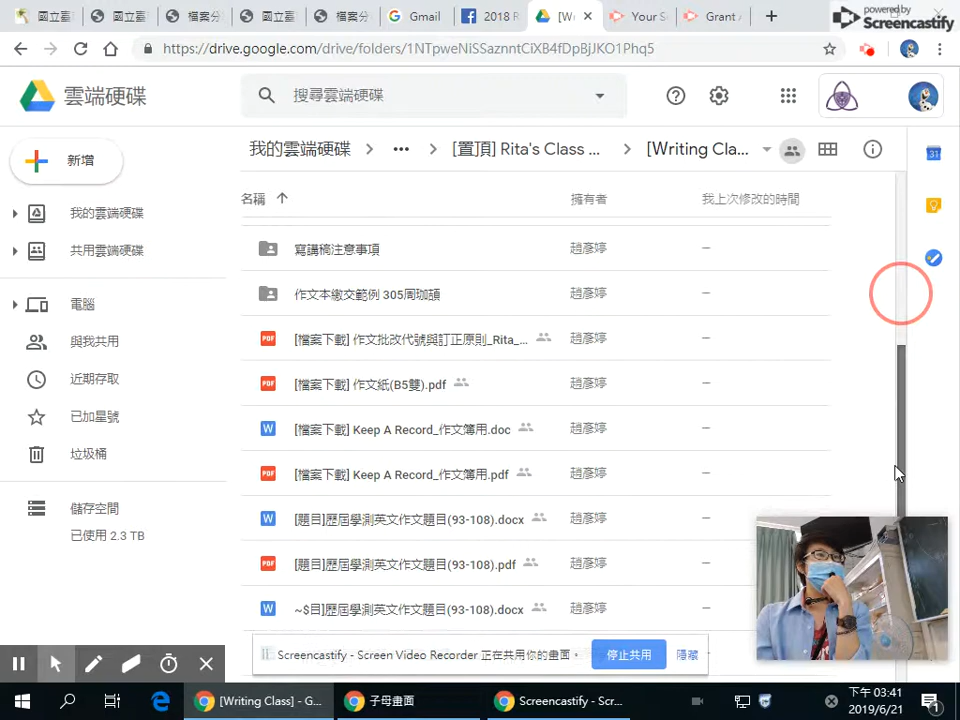 國立臺
國立臺
檔案分
國立臺
檔案分
Gmail
2018 R
[W
Your S
Grant A
powered by
Screencastify
https://drive.google.com/drive/folders/1NTpweNiSSaznntCiXB4fDpBjJKO1Phq5
雲端硬碟
搜尋雲端硬碟
新增
我的雲端硬碟
[置頂] Rita's Class ...
[Writing Cla...
31
名稱
擁有者
我上次修改的時間
我的雲端硬碟
共用雲端硬碟
電腦
與我共用
近期存取
已加星號
垃圾桶
儲存空間
已使用 2.3 TB
寫講稿注意事項 趙彥婷 –
作文本繳交範例 305周珈頡 趙彥婷 –
PDF [檔案下載] 作文批改代號與訂正原則_Rita_... 趙彥婷 –
PDF [檔案下載] 作文紙(B5雙).pdf 趙彥婷 –
W [檔案下載] Keep A Record_作文簿用.doc 趙彥婷 –
PDF [檔案下載] Keep A Record_作文簿用.pdf 趙彥婷 –
W [題目]歷屆學測英文作文題目(93-108).docx 趙彥婷 –
PDF [題目]歷屆學測英文作文題目(93-108).pdf 趙彥婷 –
W ~$目]歷屆學測英文作文題目(93-108).docx 趙彥婷 –
Screencastify - Screen Video Recorder 正在共用你的畫面。
停止共用
隱藏
[Writing Class] - G...
子母畫面
Screencastify - Scr...
下午 03:41
2019/6/21
1